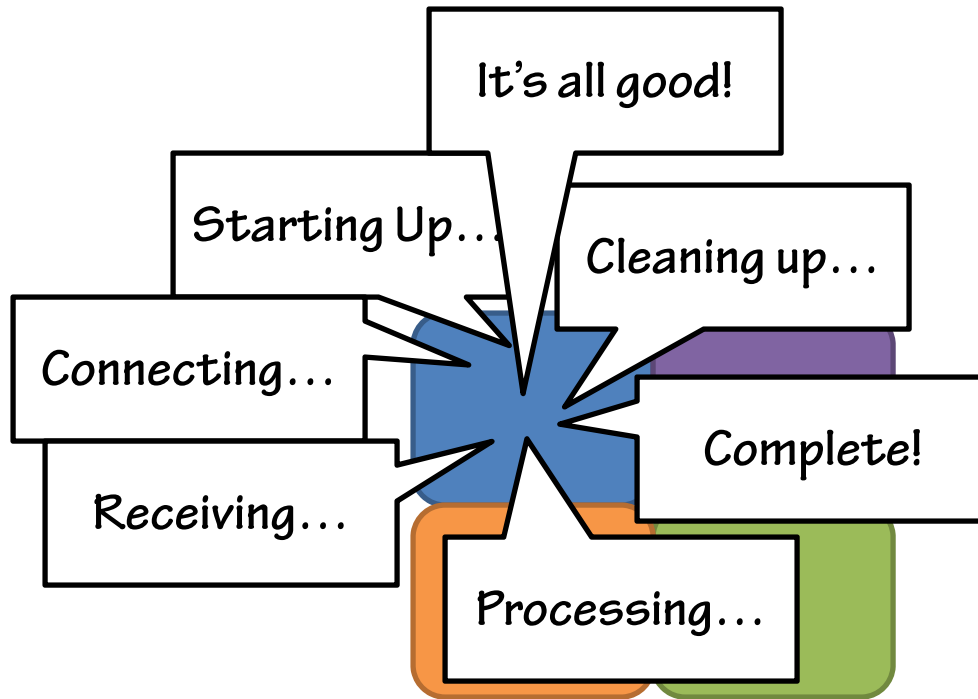 It’s all good!
Starting Up…
Cleaning up…
Connecting…
Complete!
Receiving…
Processing…